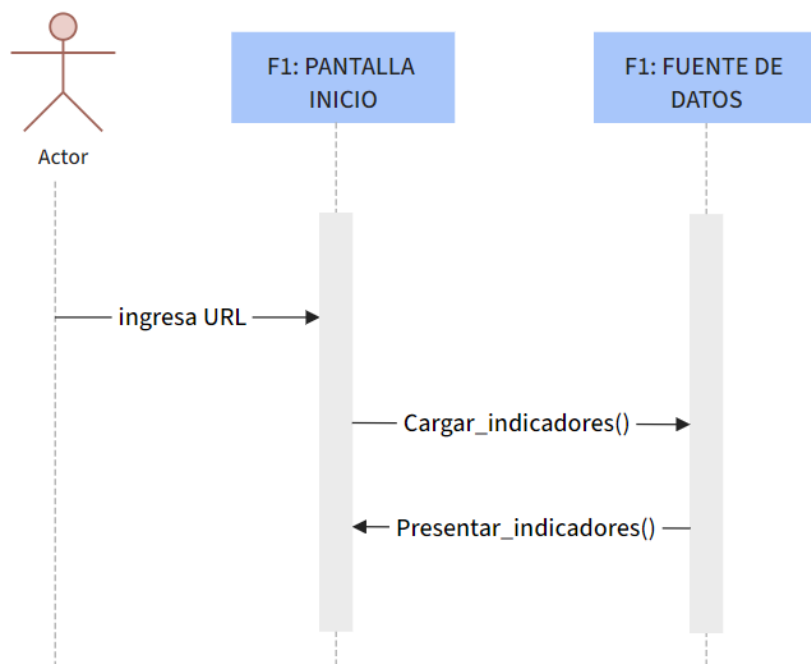 F1: PANTALLA
INICIO
F1: FUENTE DE
DATOS
Actor
ingresa URL
Cargar_indicadores()
Presentar_indicadores()